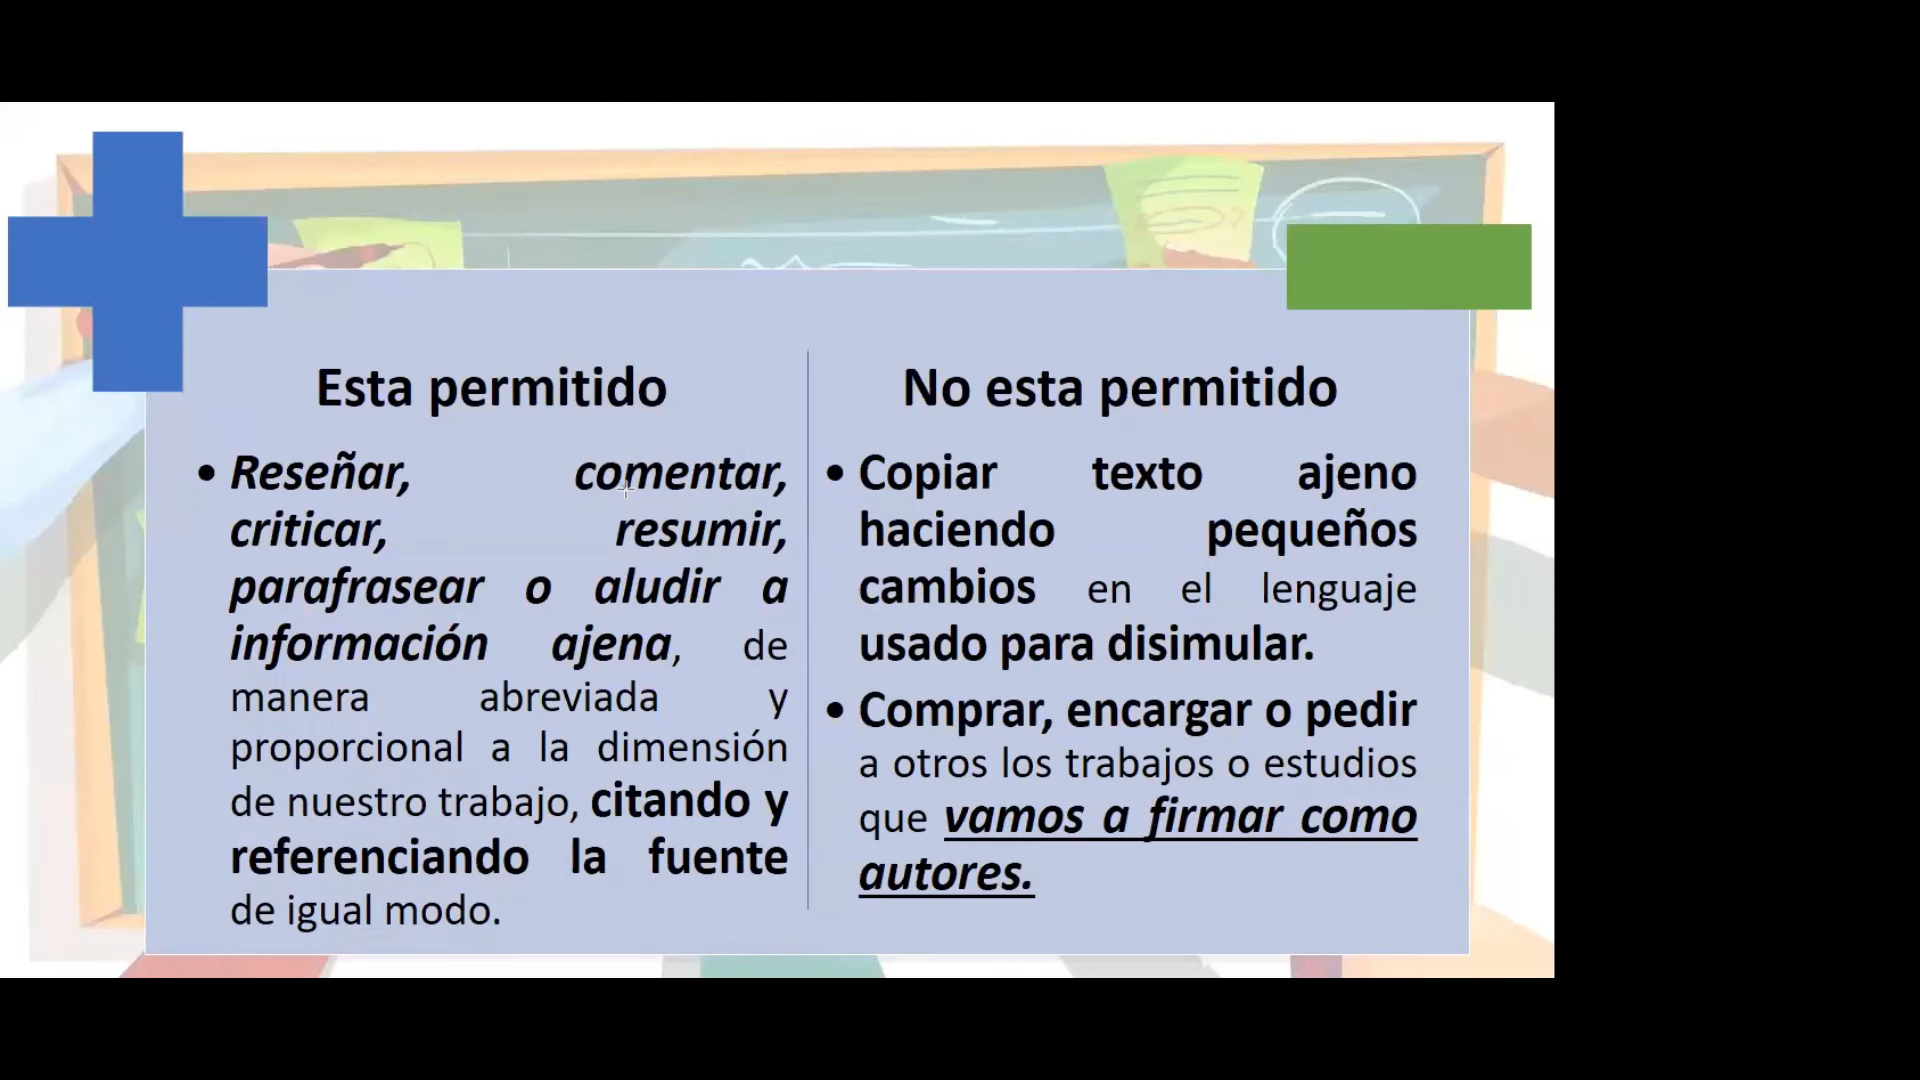 Esta permitido
• Reseñar, comentar,
criticar, resumir,
parafrasear o aludir a
información ajena, de
manera abreviada y
proporcional a la dimensión
de nuestro trabajo, citando y
referenciando la fuente
de igual modo.
No esta permitido
• Copiar texto ajeno
haciendo pequeños
cambios en el lenguaje
usado para disimular.
• Comprar, encargar o pedir
a otros los trabajos o estudios
que vamos a firmar como
autores.